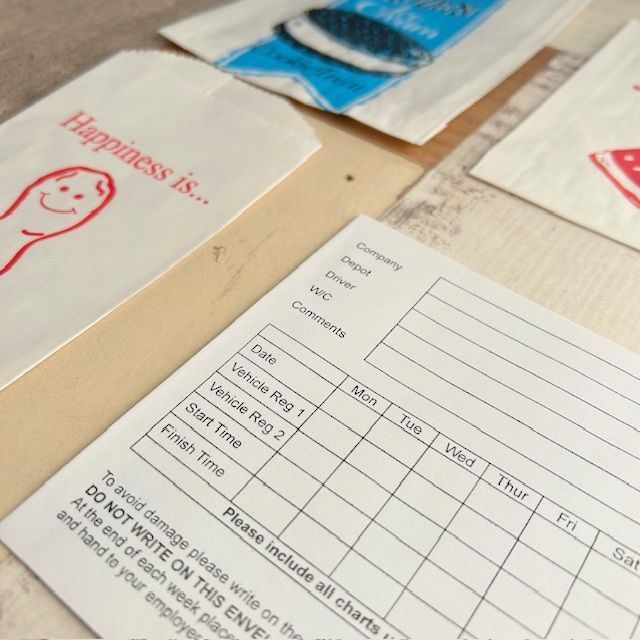 Happiness is...
Company
Depot
Driver
W/C
Comments
Mon Tue Wed Thur Fri Sat
Date
Vehicle Reg 1
Vehicle Reg 2
Start Time
Finish Time
Please include all charts
To avoid damage please write on the
DO NOT WRITE ON THIS
At the end of each week place
and hand to your